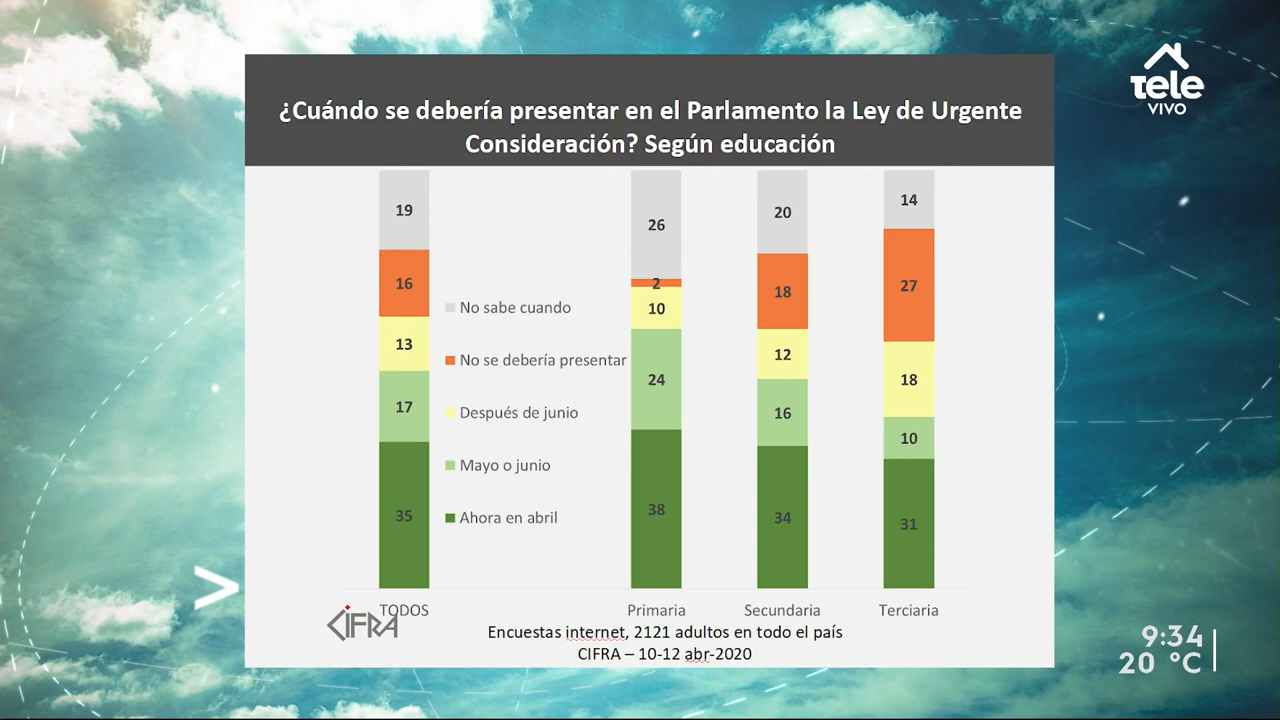 ¿Cuándo se debería presentar en el Parlamento la Ley de Urgente
Consideración? Según educación
tele
VIVO
19
16
13
17
35
No sabe cuando
No se debería presentar
Después de junio
Mayo o junio
Ahora en abril
26
2
10
24
38
20
18
12
16
34
14
27
18
10
31
TODOS
Primaria
Secundaria
Terciaria
CIFRA
Encuestas internet, 2121 adultos en todo el país
CIFRA – 10-12 abr-2020
>
9:34
20 °C